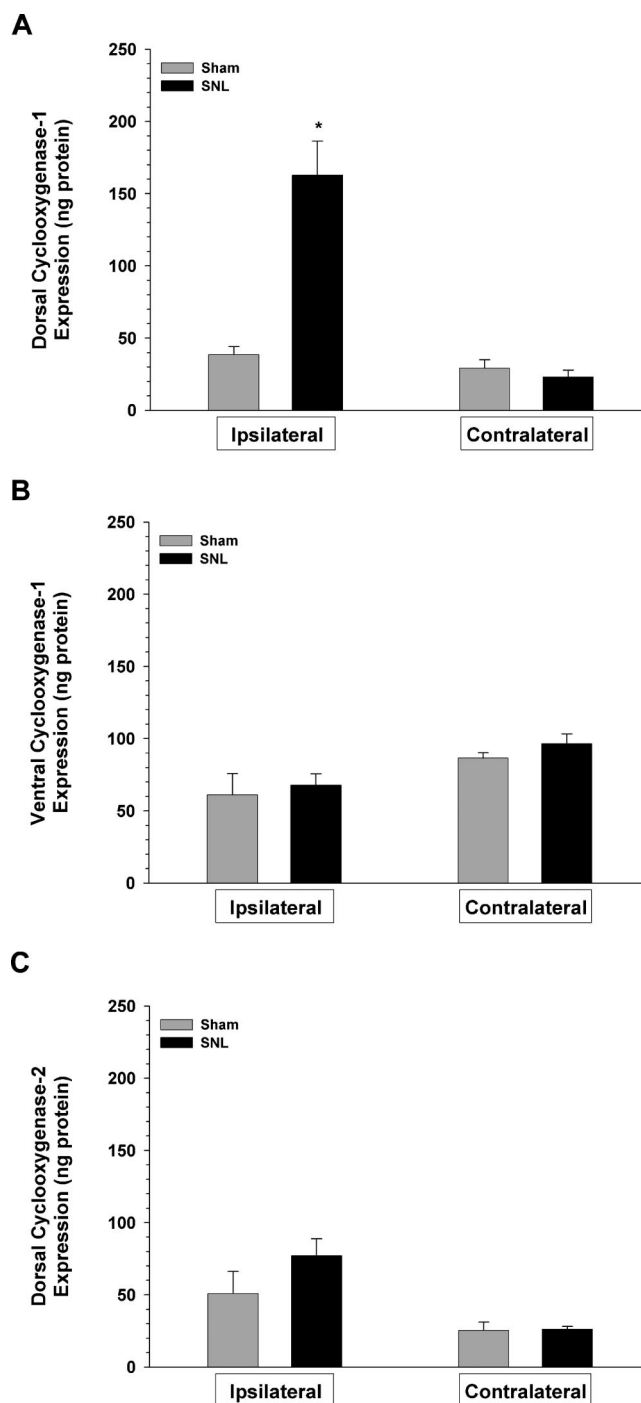 A
Dorsal Cyclooxygenase-1
Expression (ng protein)
250
200
150
100
50
0
Sham
SNL
*
Ipsilateral
Contralateral
B
Ventral Cyclooxygenase-1
Expression (ng protein)
250
200
150
100
50
0
Sham
SNL
Ipsilateral
Contralateral
C
Dorsal Cyclooxygenase-2
Expression (ng protein)
250
200
150
100
50
0
Sham
SNL
Ipsilateral
Contralateral